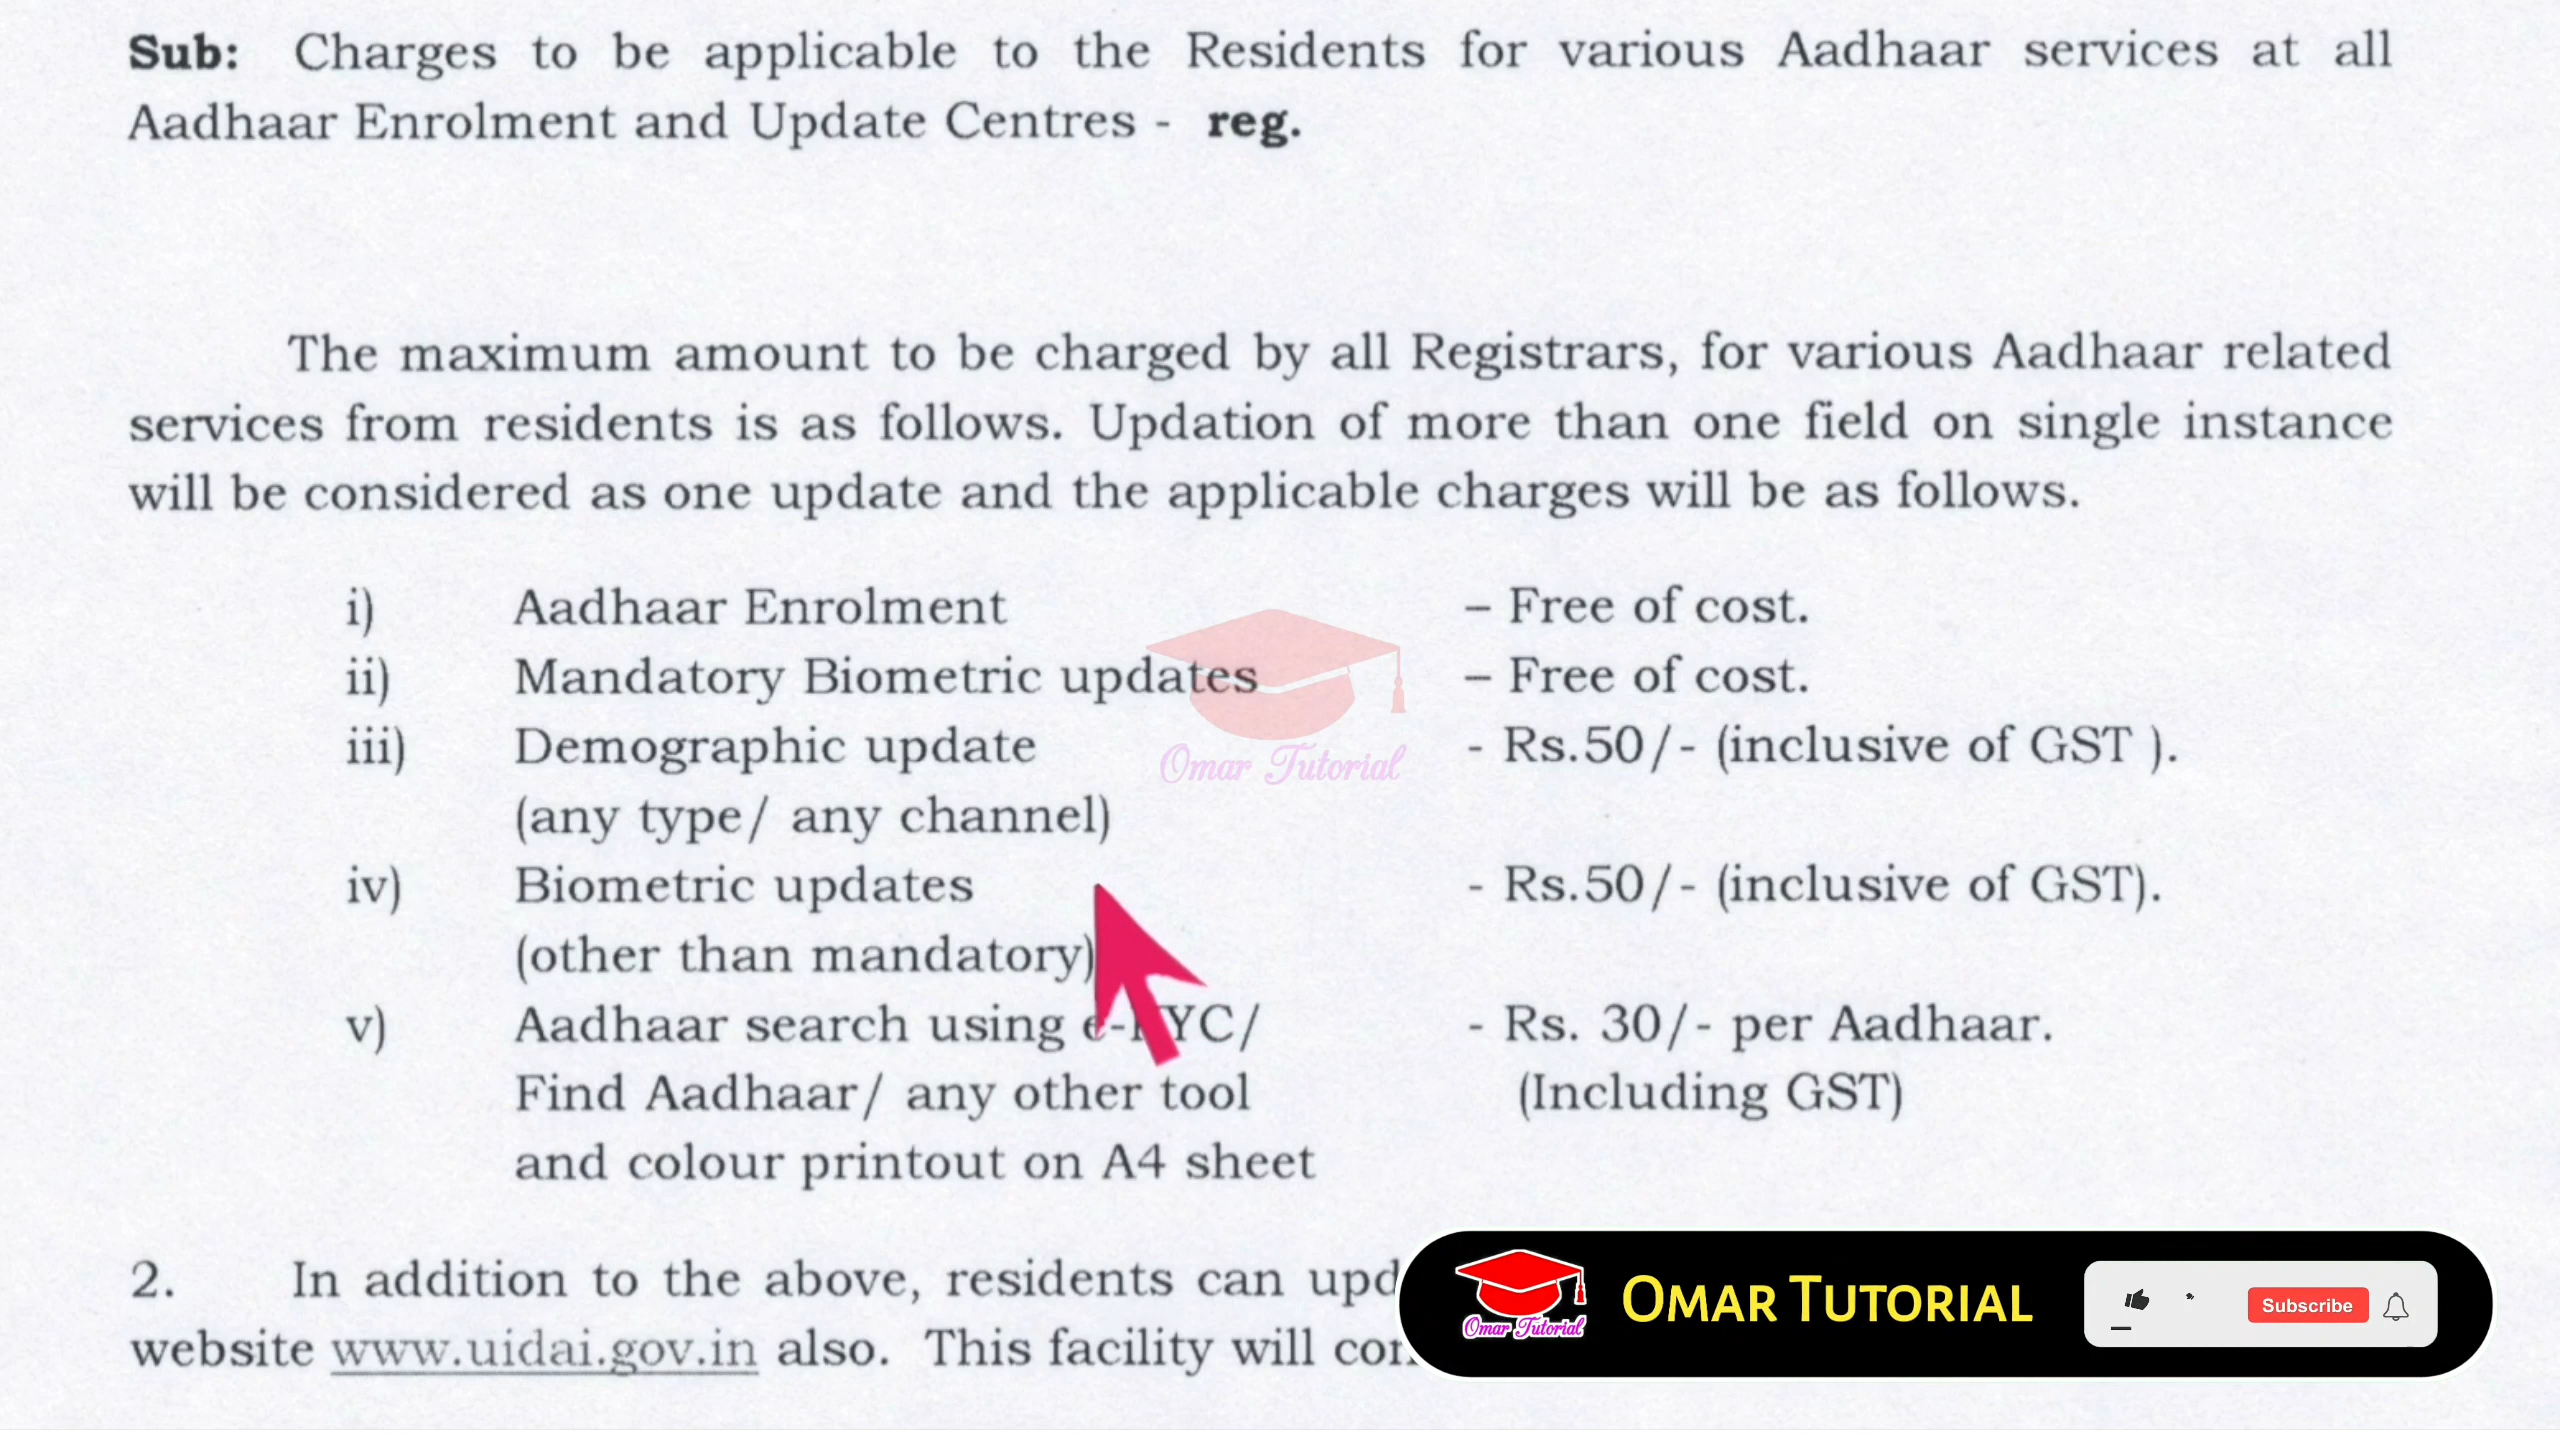 Sub: Charges to be applicable to the Residents for various Aadhaar services at all
Aadhaar Enrolment and Update Centres - reg.
The maximum amount to be charged by all Registrars, for various Aadhaar related
services from residents is as follows. Updation of more than one field on single instance
will be considered as one update and the applicable charges will be as follows.
i) Aadhaar Enrolment – Free of cost.
ii) Mandatory Biometric updates – Free of cost.
iii) Demographic update - Rs.50/- (inclusive of GST ).
(any type/ any channel)
iv) Biometric updates - Rs.50/- (inclusive of GST).
(other than mandatory)
v) Aadhaar search using e-KYC/ - Rs. 30/- per Aadhaar.
Find Aadhaar/ any other tool (Including GST)
and colour printout on A4 sheet
Omar Tutorial
2. In addition to the above, residents can
website www.uidai.gov.in also. This facility will
Omar Tutorial
OMAR TUTORIAL
Subscribe